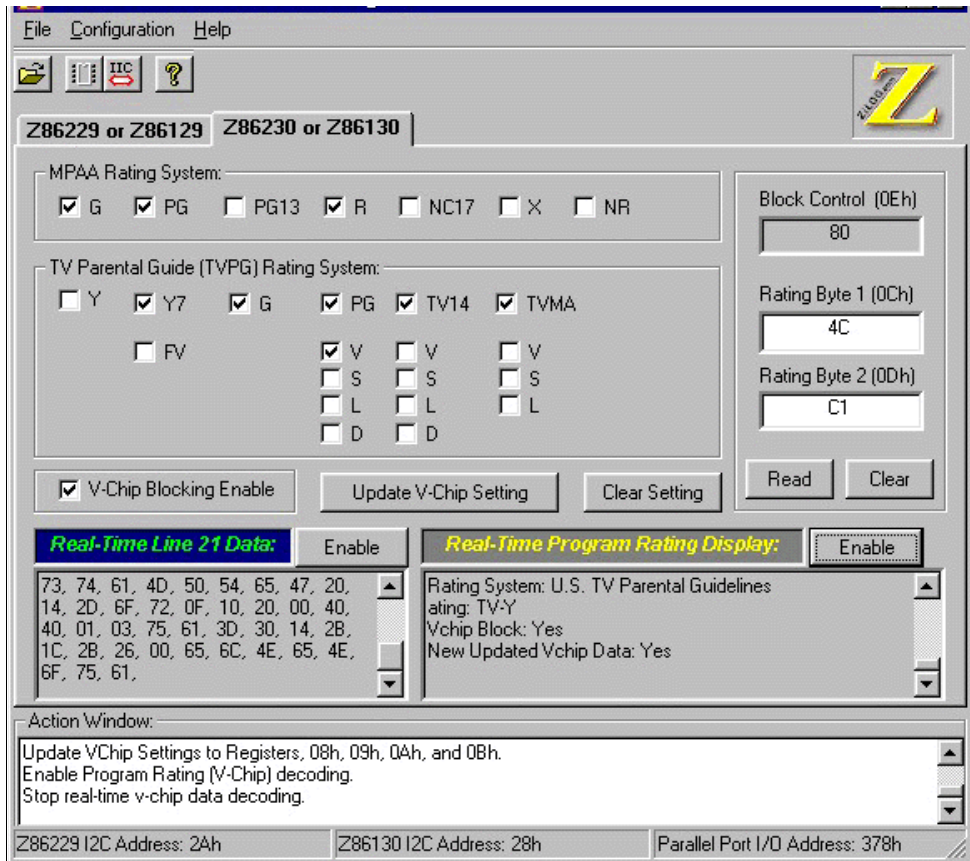 File Configuration Help
IIC
ZiLOG
Z86229 or Z86129 Z86230 or Z86130
MPAA Rating System:
G PG PG13 R NC17 X NR
TV Parental Guide (TVPG) Rating System:
Y Y7 G PG TV14 TVMA
FV V V V
S S S
L L L
D D
Block Control (0Eh)
80
Rating Byte 1 (0Ch)
4C
Rating Byte 2 (0Dh)
C1
Read Clear
V-Chip Blocking Enable Update V-Chip Setting Clear Setting
Real-Time Line 21 Data: Enable
73, 74, 61, 4D, 50, 54, 65, 47, 20,
14, 2D, 6F, 72, 0F, 10, 20, 00, 40,
40, 01, 03, 75, 61, 3D, 30, 14, 2B,
1C, 2B, 26, 00, 65, 6C, 4E, 65, 4E,
6F, 75, 61,
Real-Time Program Rating Display: Enable
Rating System: U.S. TV Parental Guidelines
ating: TV-Y
Vchip Block: Yes
New Updated Vchip Data: Yes
Action Window:
Update VChip Settings to Registers, 08h, 09h, 0Ah, and 0Bh.
Enable Program Rating (V-Chip) decoding.
Stop real-time v-chip data decoding.
Z86229 I2C Address: 2Ah Z86130 I2C Address: 28h Parallel Port I/O Address: 378h